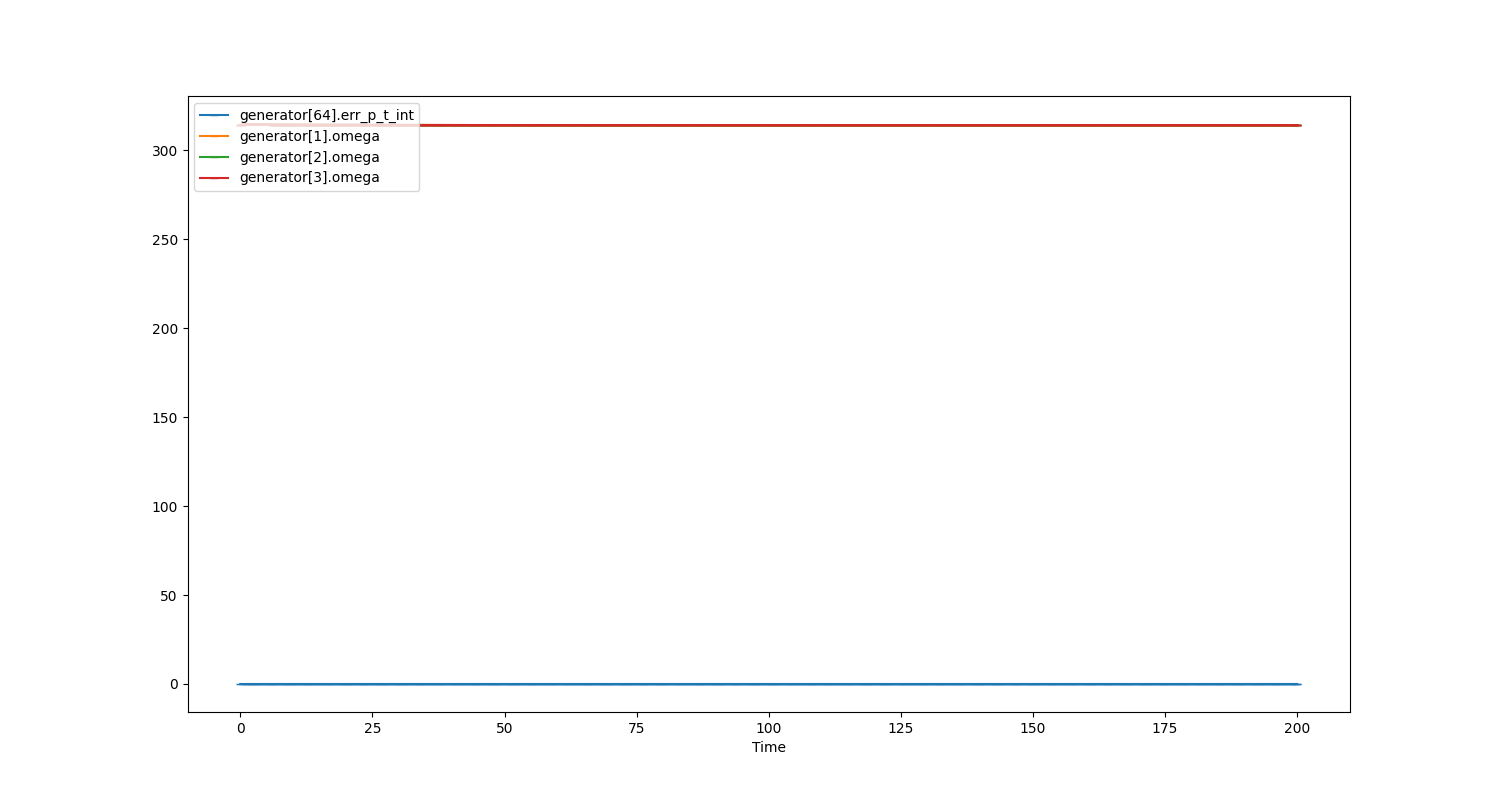 generator[64].err_p_t_int
generator[1].omega
generator[2].omega
generator[3].omega
300
250
200
150
100
50
0
0 25 50 75 100 125 150 175 200
Time